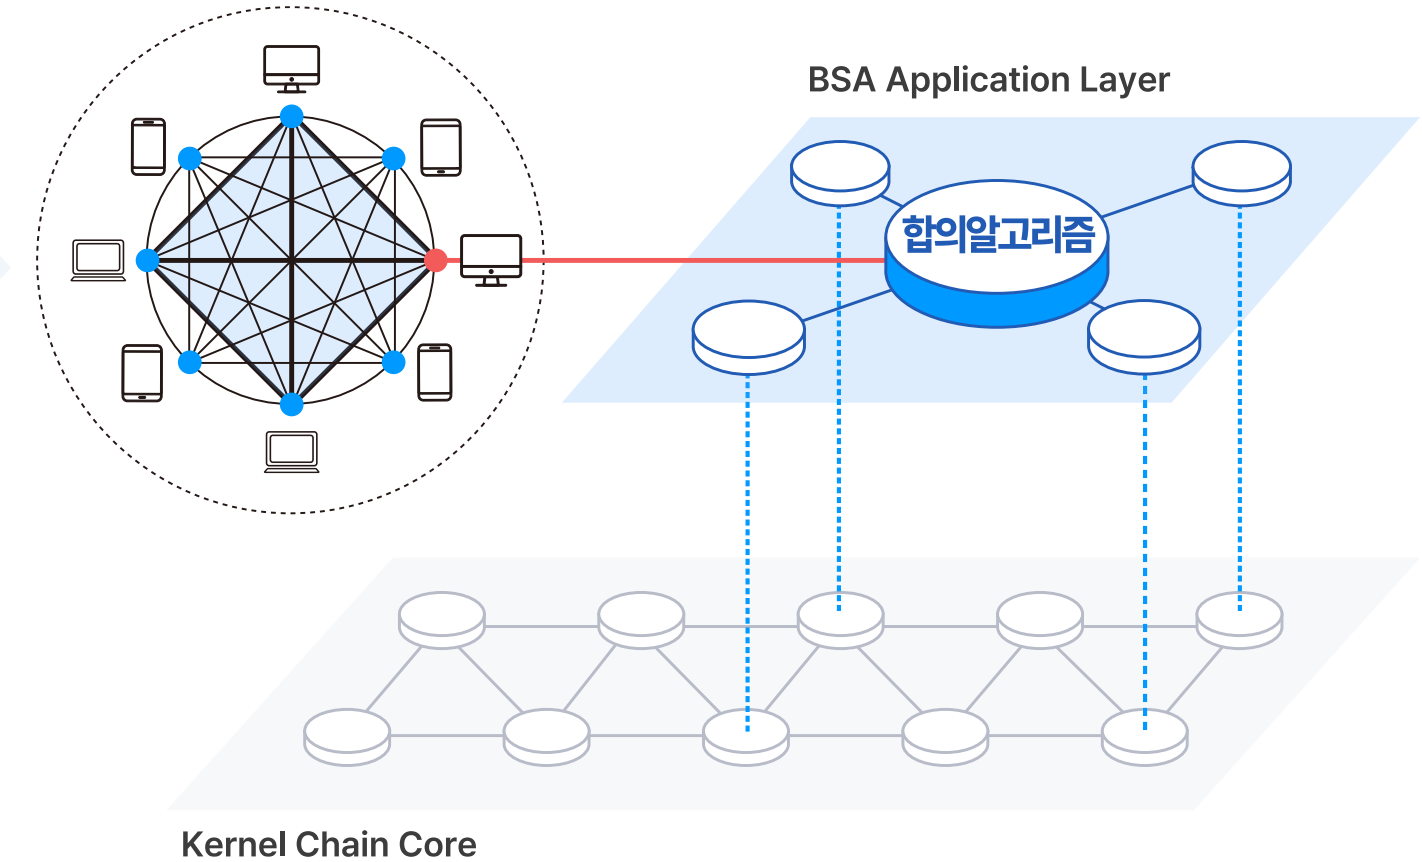 BSA Application Layer
합의알고리즘
Kernel Chain Core